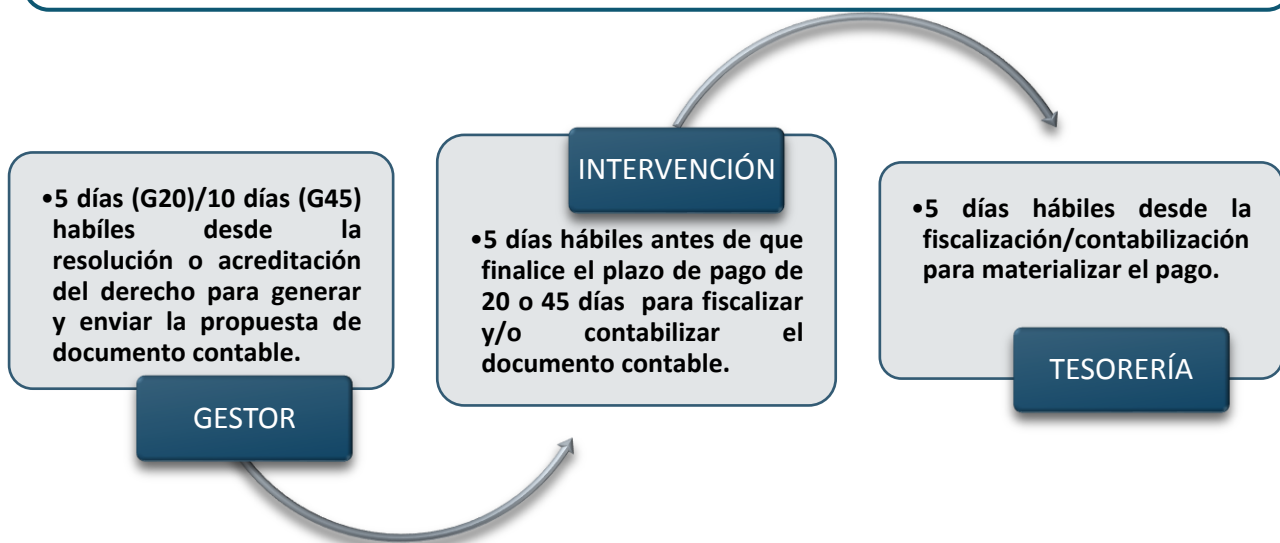 •5 días (G20)/10 días (G45)
habíles desde la
resolución o acreditación
del derecho para generar
y enviar la propuesta de
documento contable.
GESTOR
INTERVENCIÓN
•5 días hábiles antes de que
finalice el plazo de pago de
20 o 45 días para fiscalizar
y/o contabilizar el
documento contable.
•5 días hábiles desde la
fiscalización/contabilización
para materializar el pago.
TESORERÍA